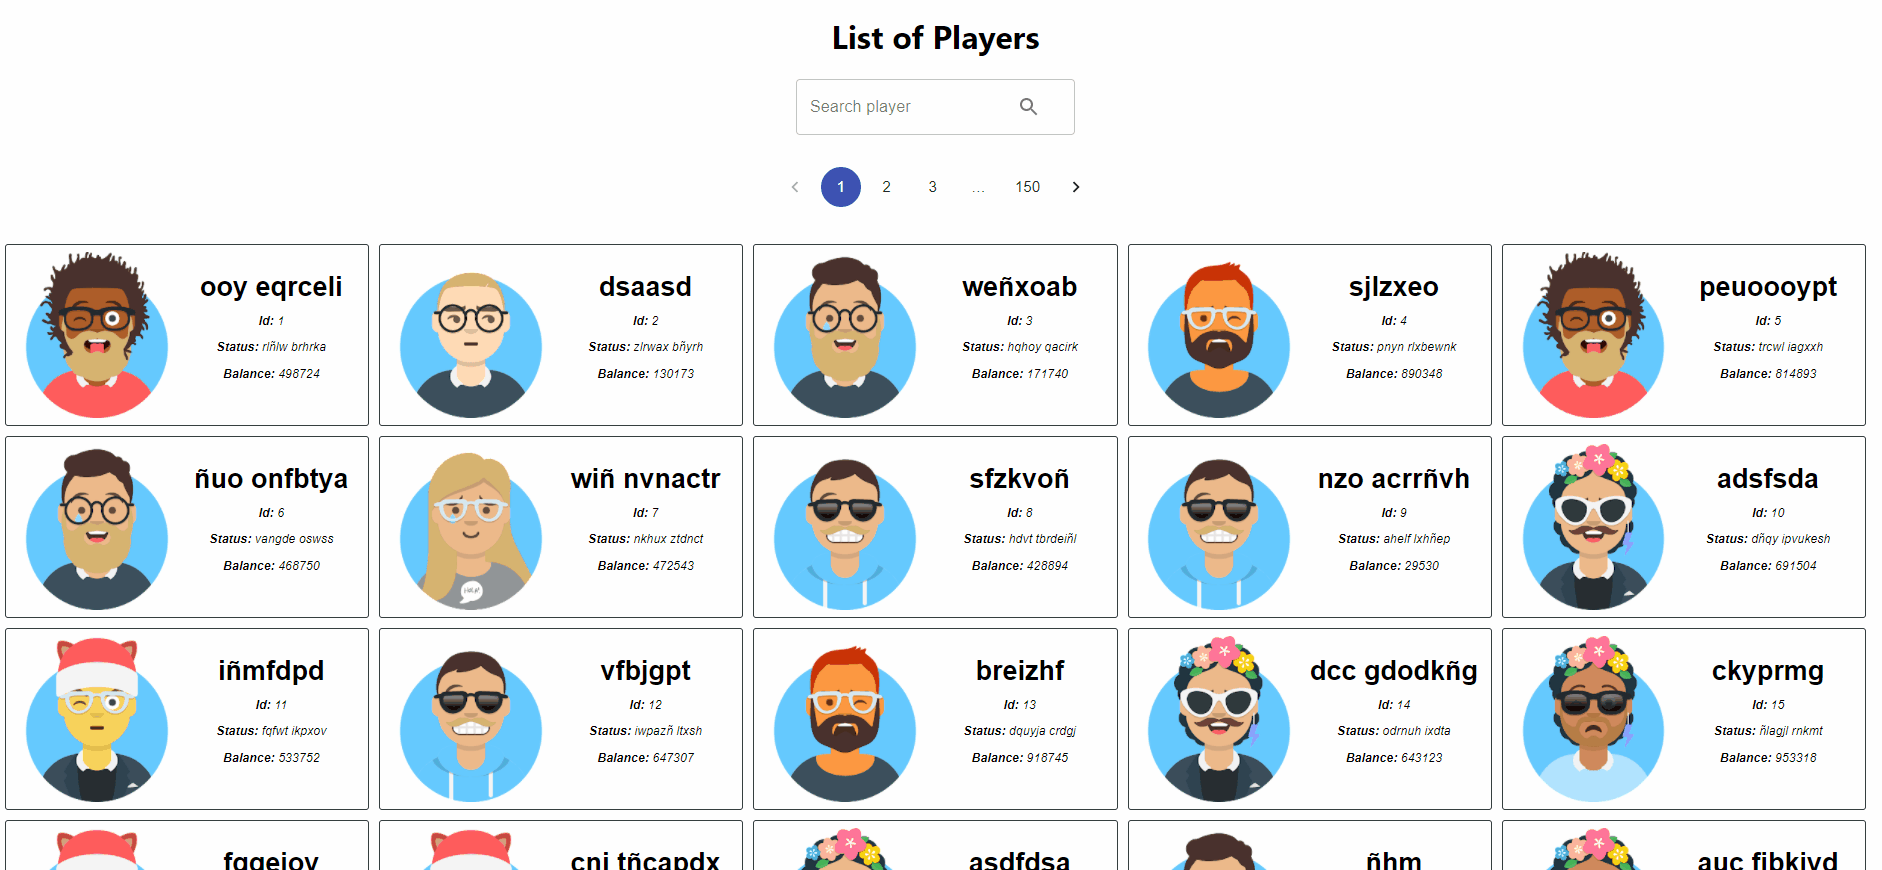 List of Players
Search player
1 2 3 ... 150
ooy eqrceli
Id: 1
Status: rlñlw brhrka
Balance: 498724
dsaasd
Id: 2
Status: zlrwax bñyrh
Balance: 130173
weñxoab
Id: 3
Status: hqhoy qacirk
Balance: 171740
sjlzxeo
Id: 4
Status: pnyn rlxbewnk
Balance: 890348
peuoooypt
Id: 5
Status: trcwl iagxxh
Balance: 814893
ñuo onfbtya
Id: 6
Status: vangde oswss
Balance: 468750
wiñ nvnactr
Id: 7
Status: nkhux ztdnct
Balance: 472543
sfzkvoñ
Id: 8
Status: hdvt tbrdeiñl
Balance: 428894
nzo acrrñvh
Id: 9
Status: ahelf lxhñep
Balance: 29530
adsfsda
Id: 10
Status: dñqy ipvukesh
Balance: 691504
iñmfdpd
Id: 11
Status: fqfwt ikpxov
Balance: 533752
vfbjgpt
Id: 12
Status: iwpazñ ltxsh
Balance: 647307
breizhf
Id: 13
Status: dquyja crdgj
Balance: 918745
dcc gdodkñg
Id: 14
Status: odrnuh ixdta
Balance: 643123
ckyprmg
Id: 15
Status: ñlagjl rnkmt
Balance: 953318
asdfdsa
ñhm